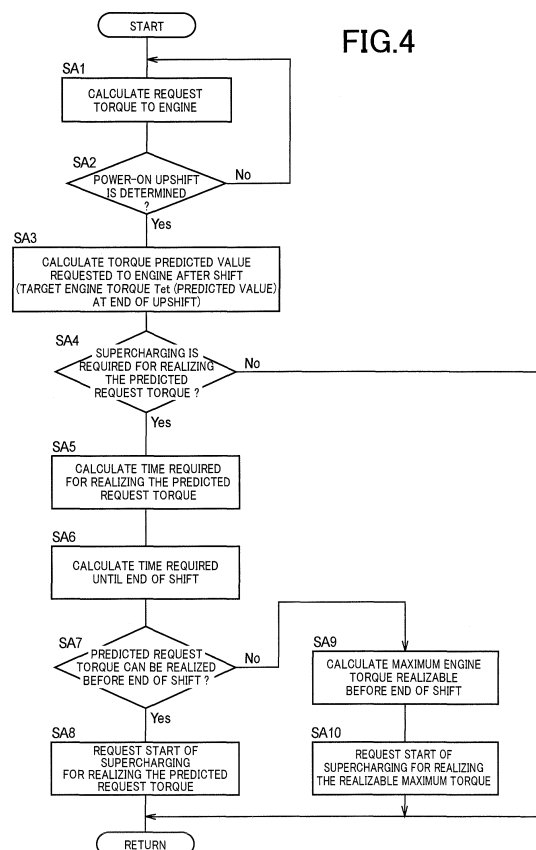 START
FIG.4
SA1
CALCULATE REQUEST
TORQUE TO ENGINE
SA2
POWER-ON UPSHIFT
IS DETERMINED
?
No
Yes
SA3
CALCULATE TORQUE PREDICTED VALUE
REQUESTED TO ENGINE AFTER SHIFT
(TARGET ENGINE TORQUE Tet (PREDICTED VALUE)
AT END OF UPSHIFT)
SA4
SUPERCHARGING IS
REQUIRED FOR REALIZING
THE PREDICTED
REQUEST TORQUE ?
No
Yes
SA5
CALCULATE TIME REQUIRED
FOR REALIZING THE PREDICTED
REQUEST TORQUE
SA6
CALCULATE TIME REQUIRED
UNTIL END OF SHIFT
SA7
PREDICTED REQUEST
TORQUE CAN BE REALIZED
BEFORE END OF SHIFT ?
No
Yes
SA8
REQUEST START OF
SUPERCHARGING
FOR REALIZING THE PREDICTED
REQUEST TORQUE
SA9
CALCULATE MAXIMUM ENGINE
TORQUE REALIZABLE
BEFORE END OF SHIFT
SA10
REQUEST START OF
SUPERCHARGING FOR REALIZING
THE REALIZABLE MAXIMUM TORQUE
RETURN